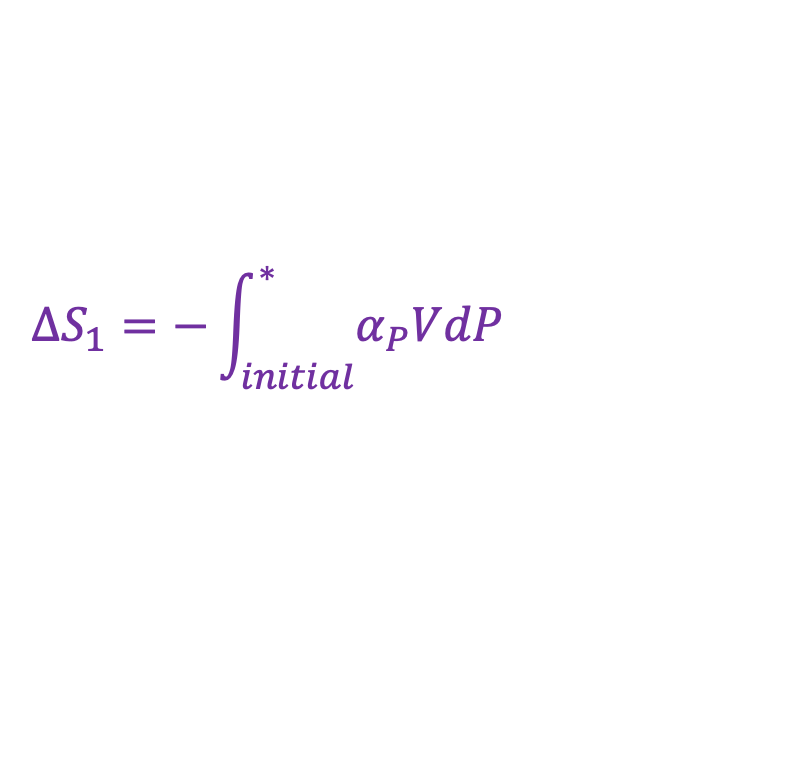 ΔS₁ = − ∫*initial α_P V dP